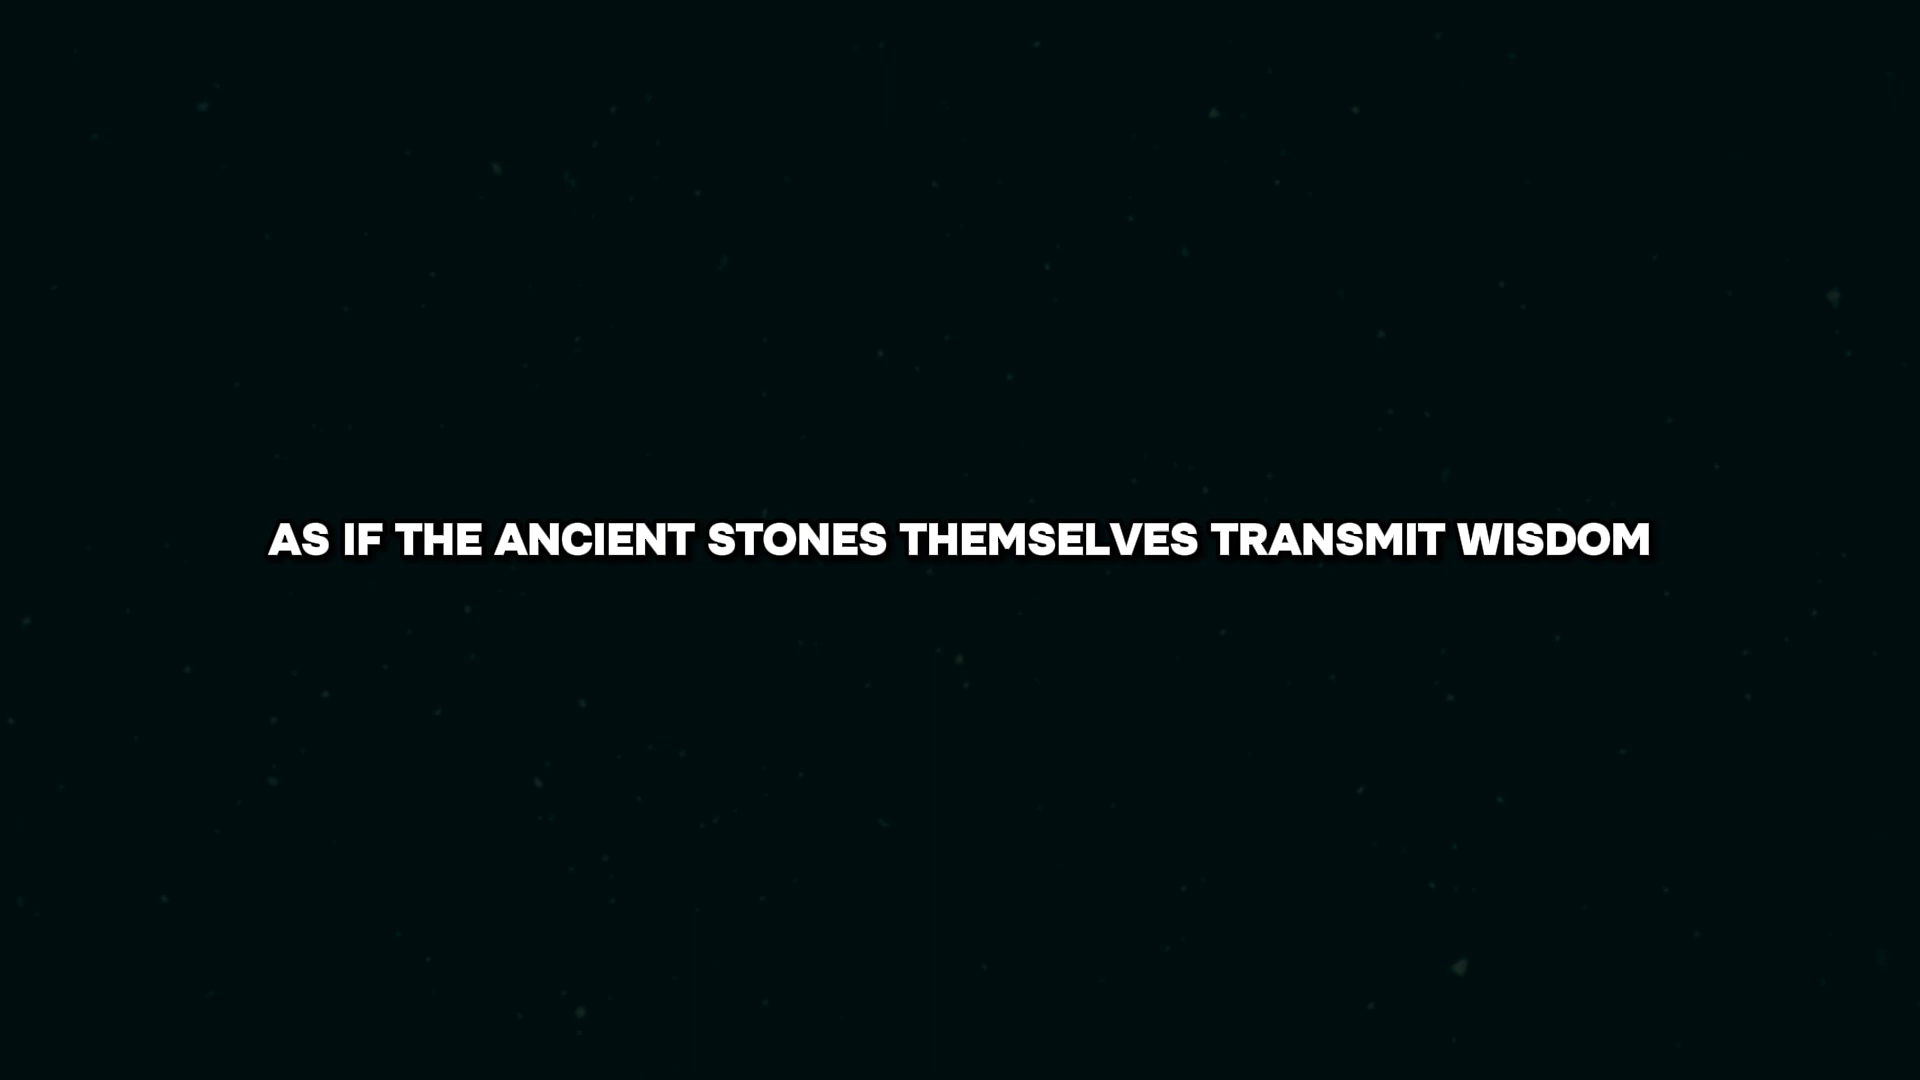 AS IF THE ANCIENT STONES THEMSELVES TRANSMIT WISDOM